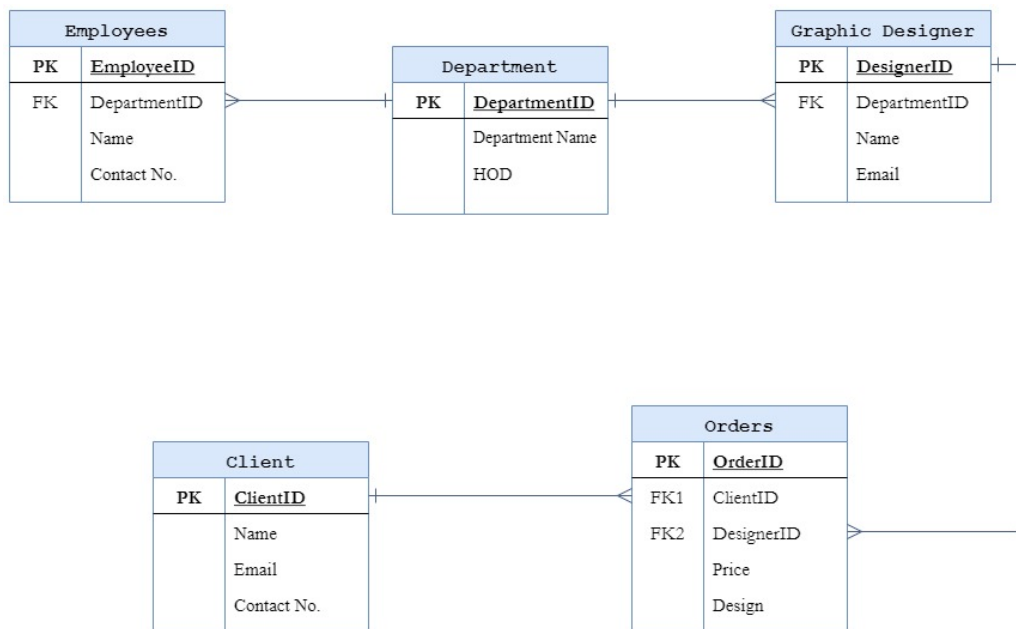 Employees
PK EmployeeID
FK DepartmentID
Name
Contact No.
Department
PK DepartmentID
Department Name
HOD
Graphic Designer
PK DesignerID
FK DepartmentID
Name
Email
Client
PK ClientID
Name
Email
Contact No.
Orders
PK OrderID
FK1 ClientID
FK2 DesignerID
Price
Design